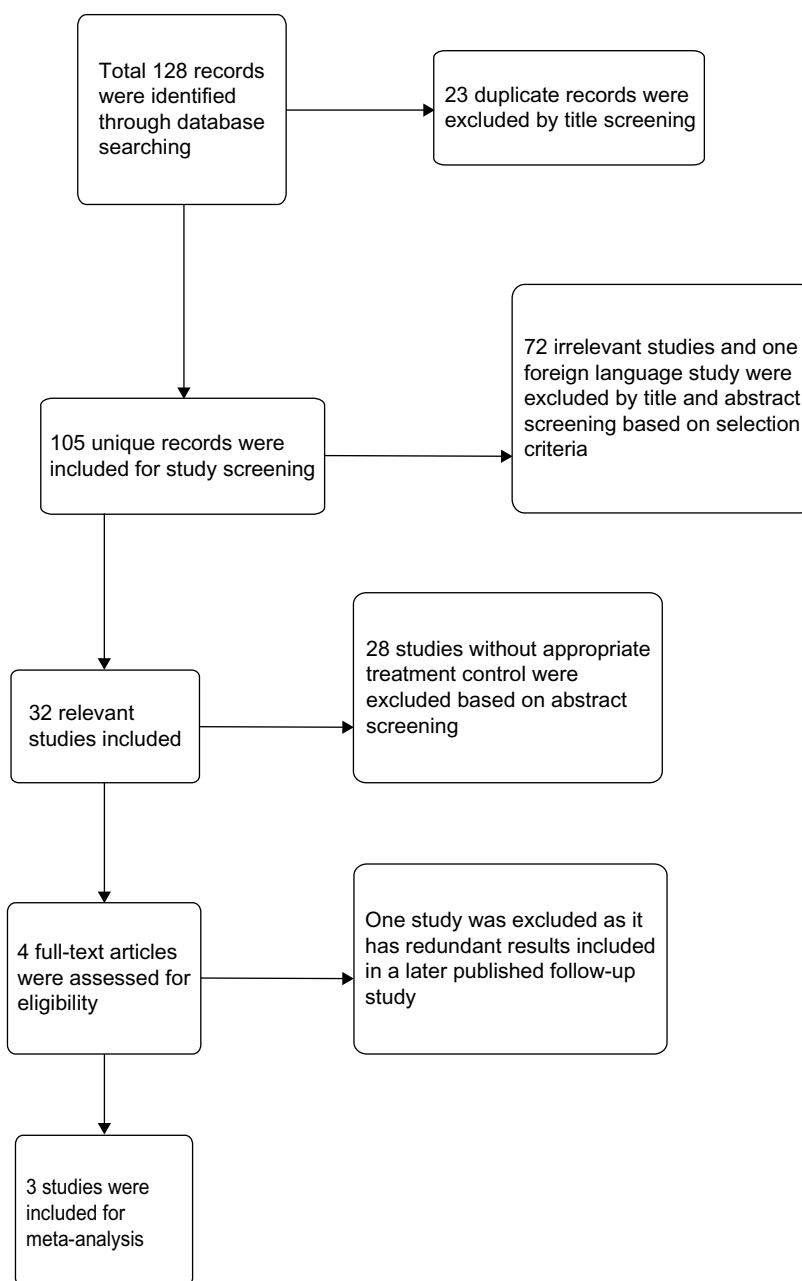 Total 128 records
were identified
through database
searching
23 duplicate records were
excluded by title screening
72 irrelevant studies and one
foreign language study were
excluded by title and abstract
screening based on selection
criteria
105 unique records were
included for study screening
28 studies without appropriate
treatment control were
excluded based on abstract
screening
32 relevant
studies included
One study was excluded as it
has redundant results included
in a later published follow-up
study
4 full-text articles
were assessed for
eligibility
3 studies were
included for
meta-analysis